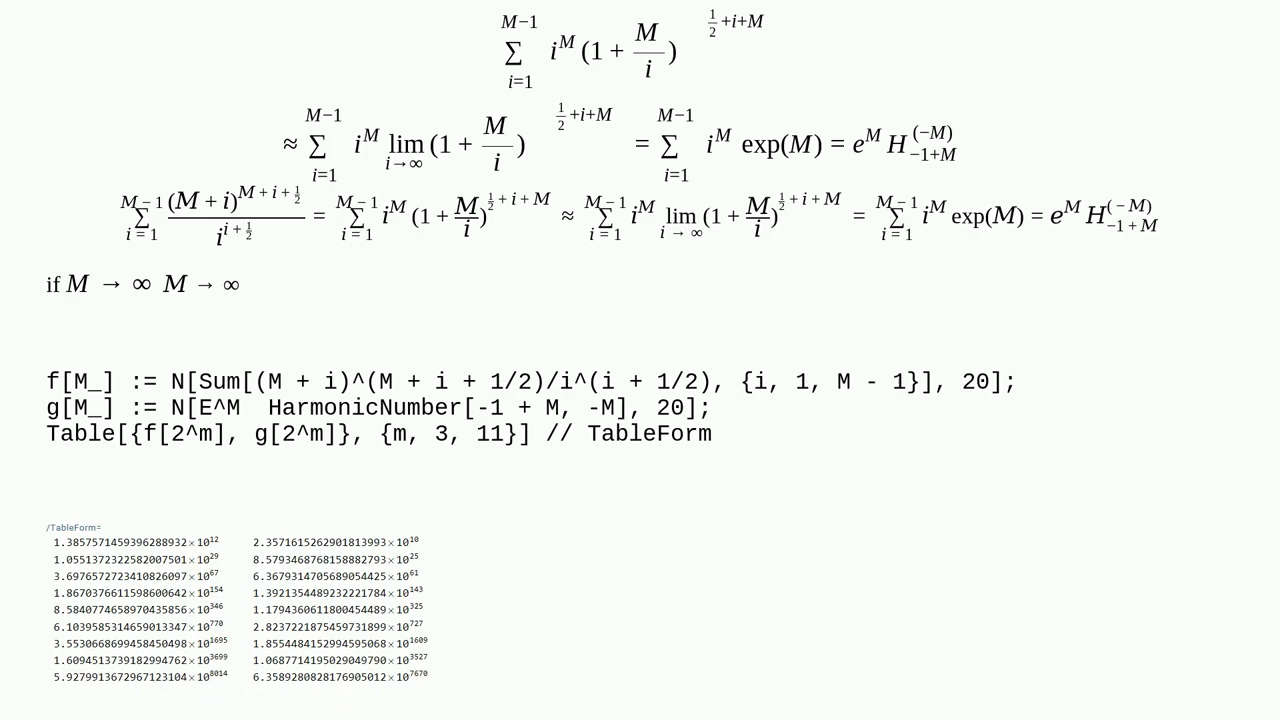 ∑_{i=1}^{M−1} i^M (1 + M/i)^{1/2+i+M}
≈ ∑_{i=1}^{M−1} i^M lim_{i→∞} (1 + M/i)^{1/2+i+M} = ∑_{i=1}^{M−1} i^M exp(M) = e^M H_{−1+M}^{(−M)}
∑_{i=1}^{M−1} (M+i)^{M+i+1/2} / i^{i+1/2} = ∑_{i=1}^{M−1} i^M (1 + M/i)^{1/2+i+M} ≈ ∑_{i=1}^{M−1} i^M lim_{i→∞} (1 + M/i)^{1/2+i+M} = ∑_{i=1}^{M−1} i^M exp(M) = e^M H_{−1+M}^{(−M)}
if M → ∞ M → ∞
f[M_] := N[Sum[(M + i)^(M + i + 1/2)/i^(i + 1/2), {i, 1, M - 1}], 20];
g[M_] := N[E^M  HarmonicNumber[-1 + M, -M], 20];
Table[{f[2^m], g[2^m]}, {m, 3, 11}] // TableForm
/TableForm=
1.3857571459396288932×10^12 2.3571615262901813993×10^10
1.0551372322582007501×10^29 8.5793468768158882793×10^25
3.6976572723410826097×10^67 6.3679314705689054425×10^61
1.8670376611598600642×10^154 1.3921354489232221784×10^143
8.5840774658970435856×10^346 1.1794360611800454489×10^325
6.1039585314659013347×10^770 2.8237221875459731899×10^727
3.5530668699458450498×10^1695 1.8554484152994595068×10^1609
1.6094513739182994762×10^3699 1.0687714195029049790×10^3527
5.9279913672967123104×10^8014 6.3589280828176905012×10^7670